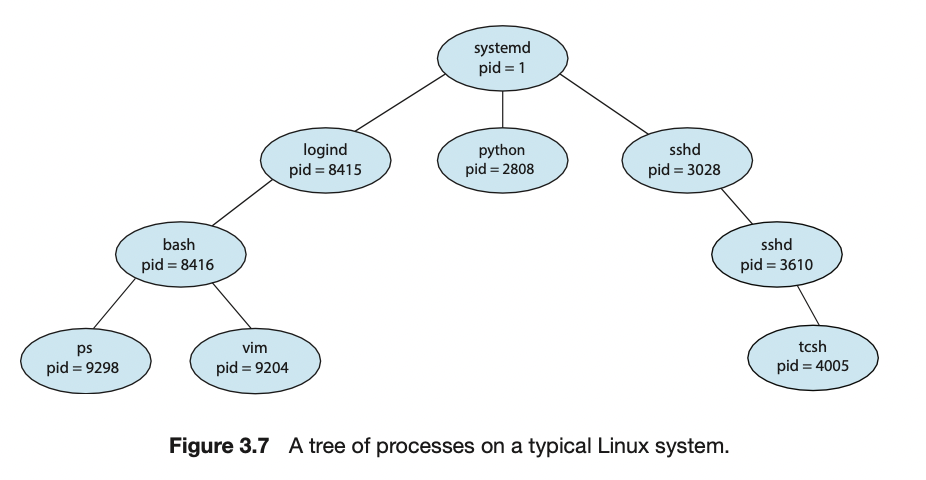 systemd
pid = 1
logind
pid = 8415
python
pid = 2808
sshd
pid = 3028
bash
pid = 8416
sshd
pid = 3610
ps
pid = 9298
vim
pid = 9204
tcsh
pid = 4005
Figure 3.7 A tree of processes on a typical Linux system.